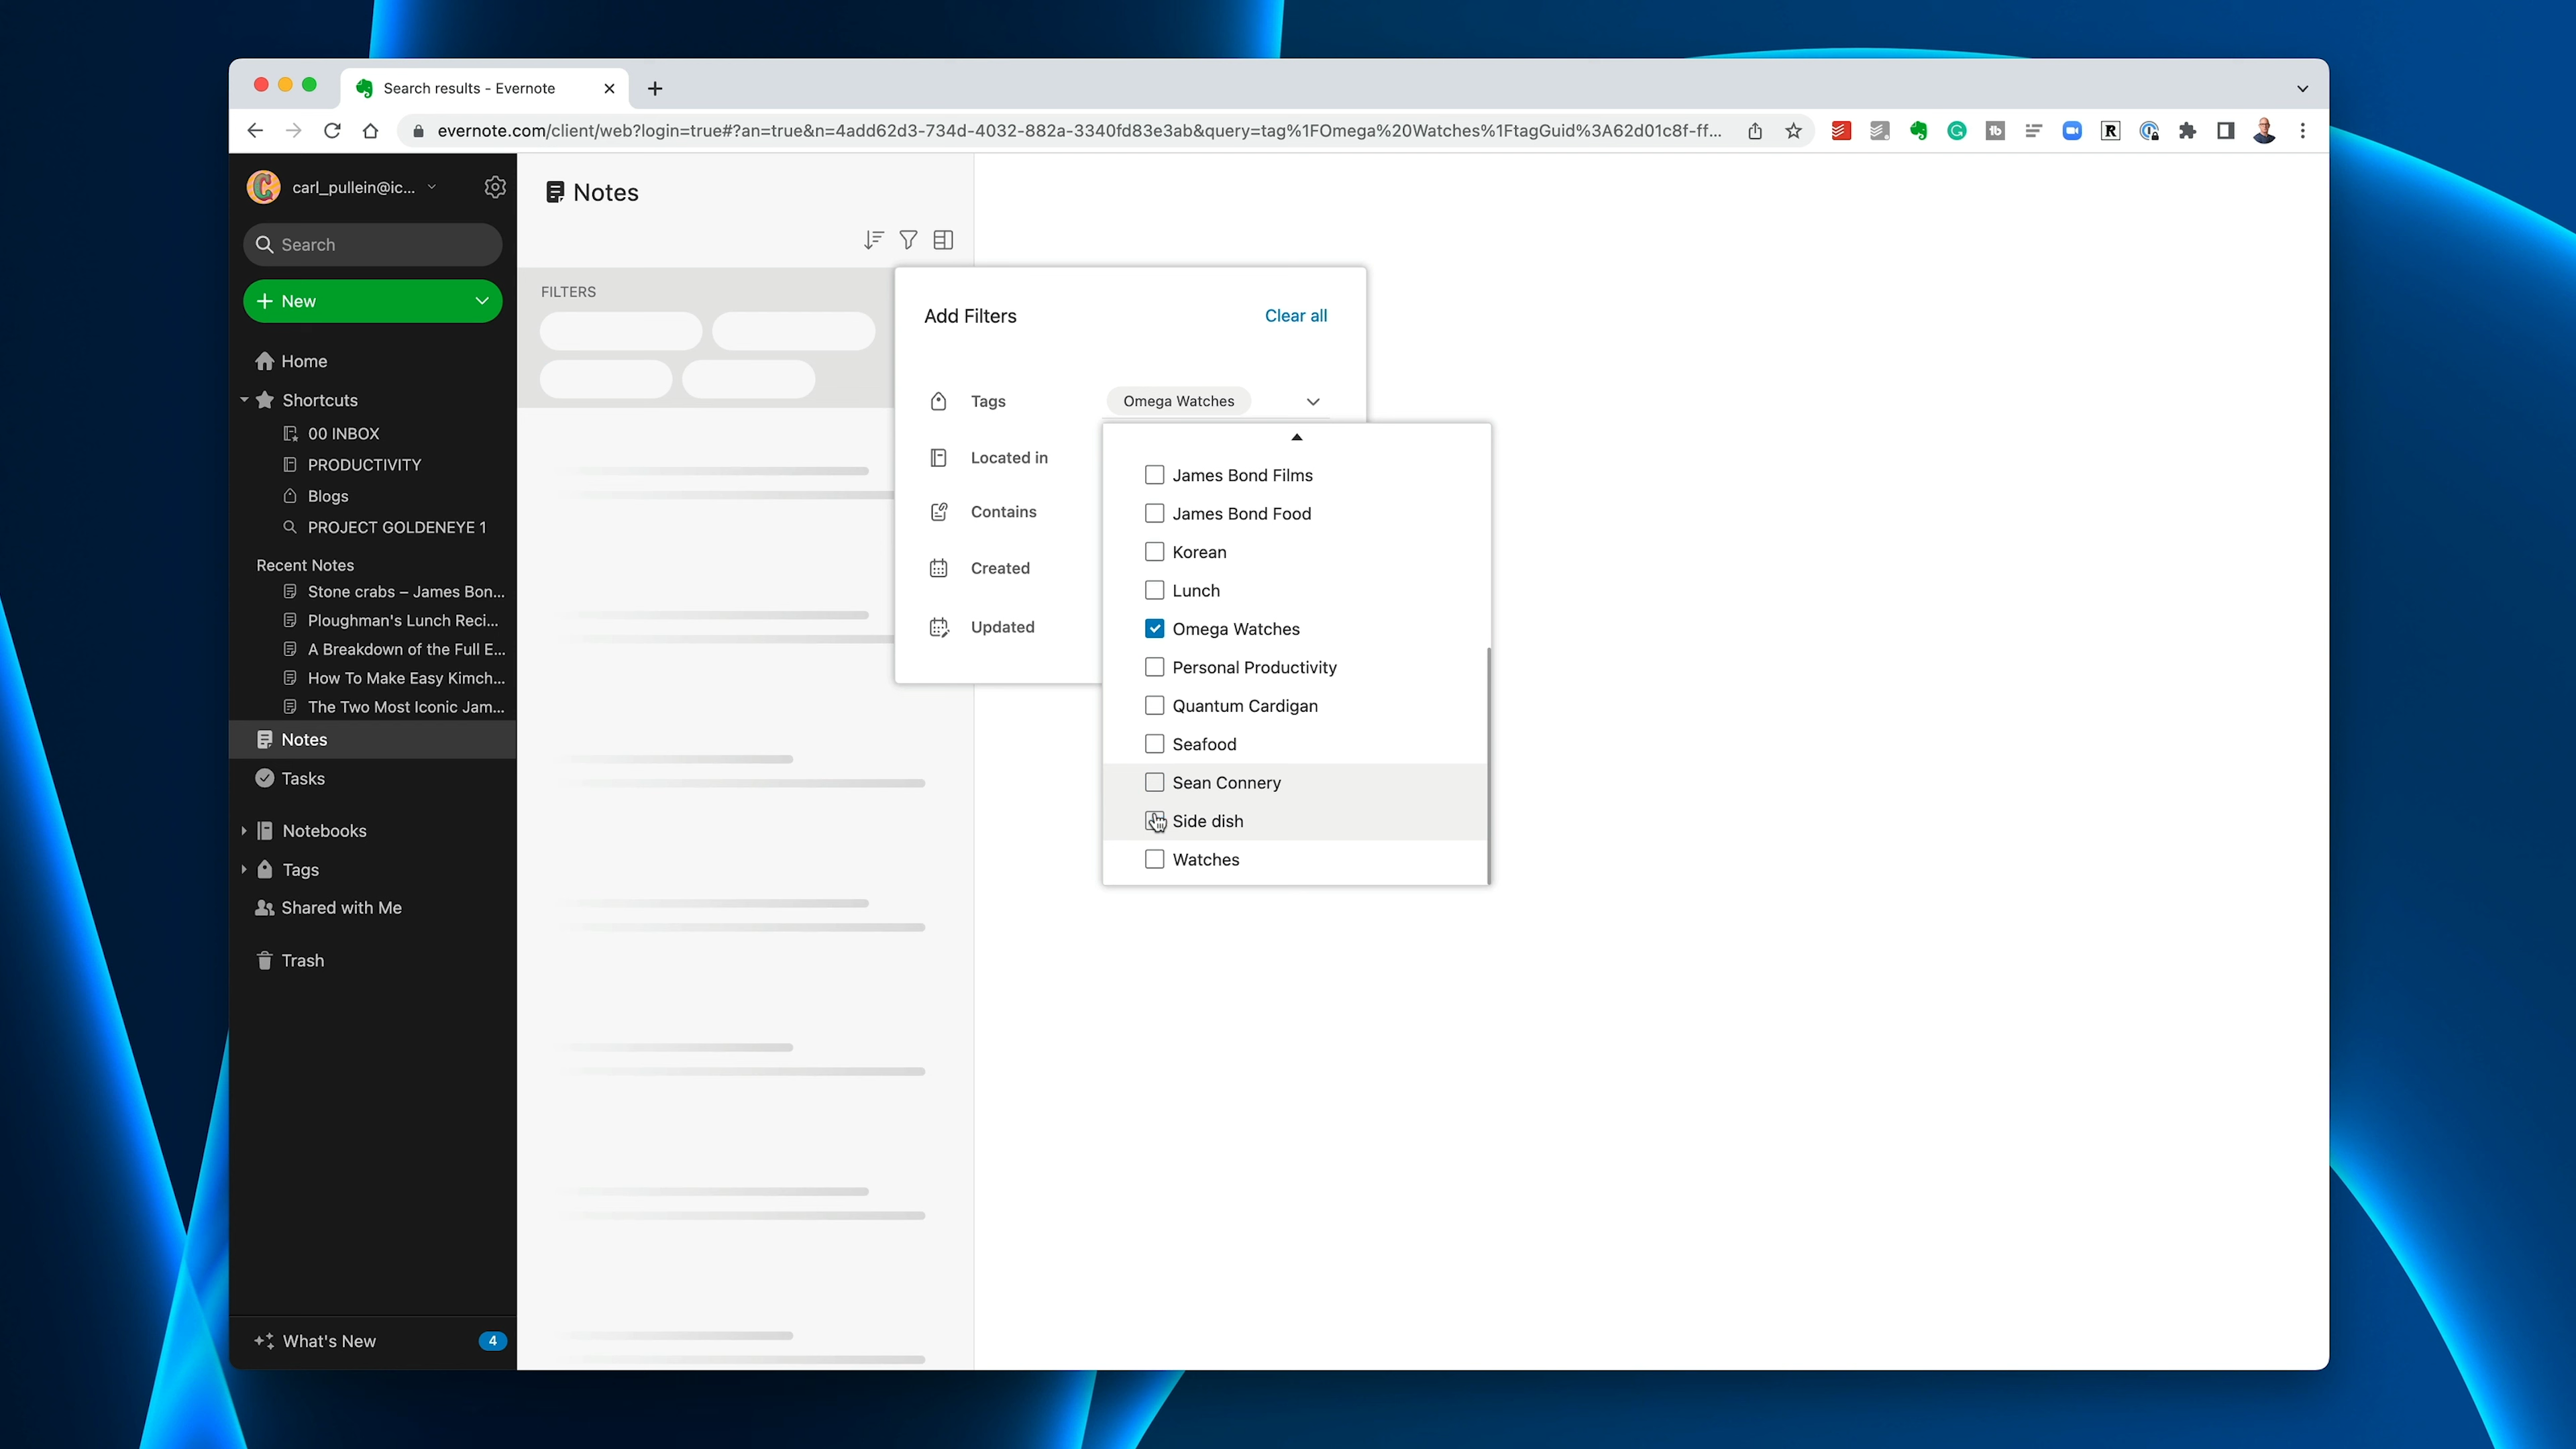 Search results - Evernote
evernote.com/client/web?login=true#?an=true&n=4add62d3-734d-4032-882a-3340fd83e3ab&query=tag%1FOmega%20Watches%1FtagGuid%3A62d01c8f-ff...
carl_pullein@ic...
Search
New
Home
Shortcuts
00 INBOX
PRODUCTIVITY
Blogs
PROJECT GOLDENEYE 1
Recent Notes
Stone crabs – James Bon...
Ploughman's Lunch Reci...
A Breakdown of the Full E...
How To Make Easy Kimch...
The Two Most Iconic Jam...
Notes
Tasks
Notebooks
Tags
Shared with Me
Trash
What's New 4
Notes
FILTERS
Add Filters Clear all
Tags Omega Watches
Located in
Contains
Created
Updated
James Bond Films
James Bond Food
Korean
Lunch
Omega Watches
Personal Productivity
Quantum Cardigan
Seafood
Sean Connery
Side dish
Watches